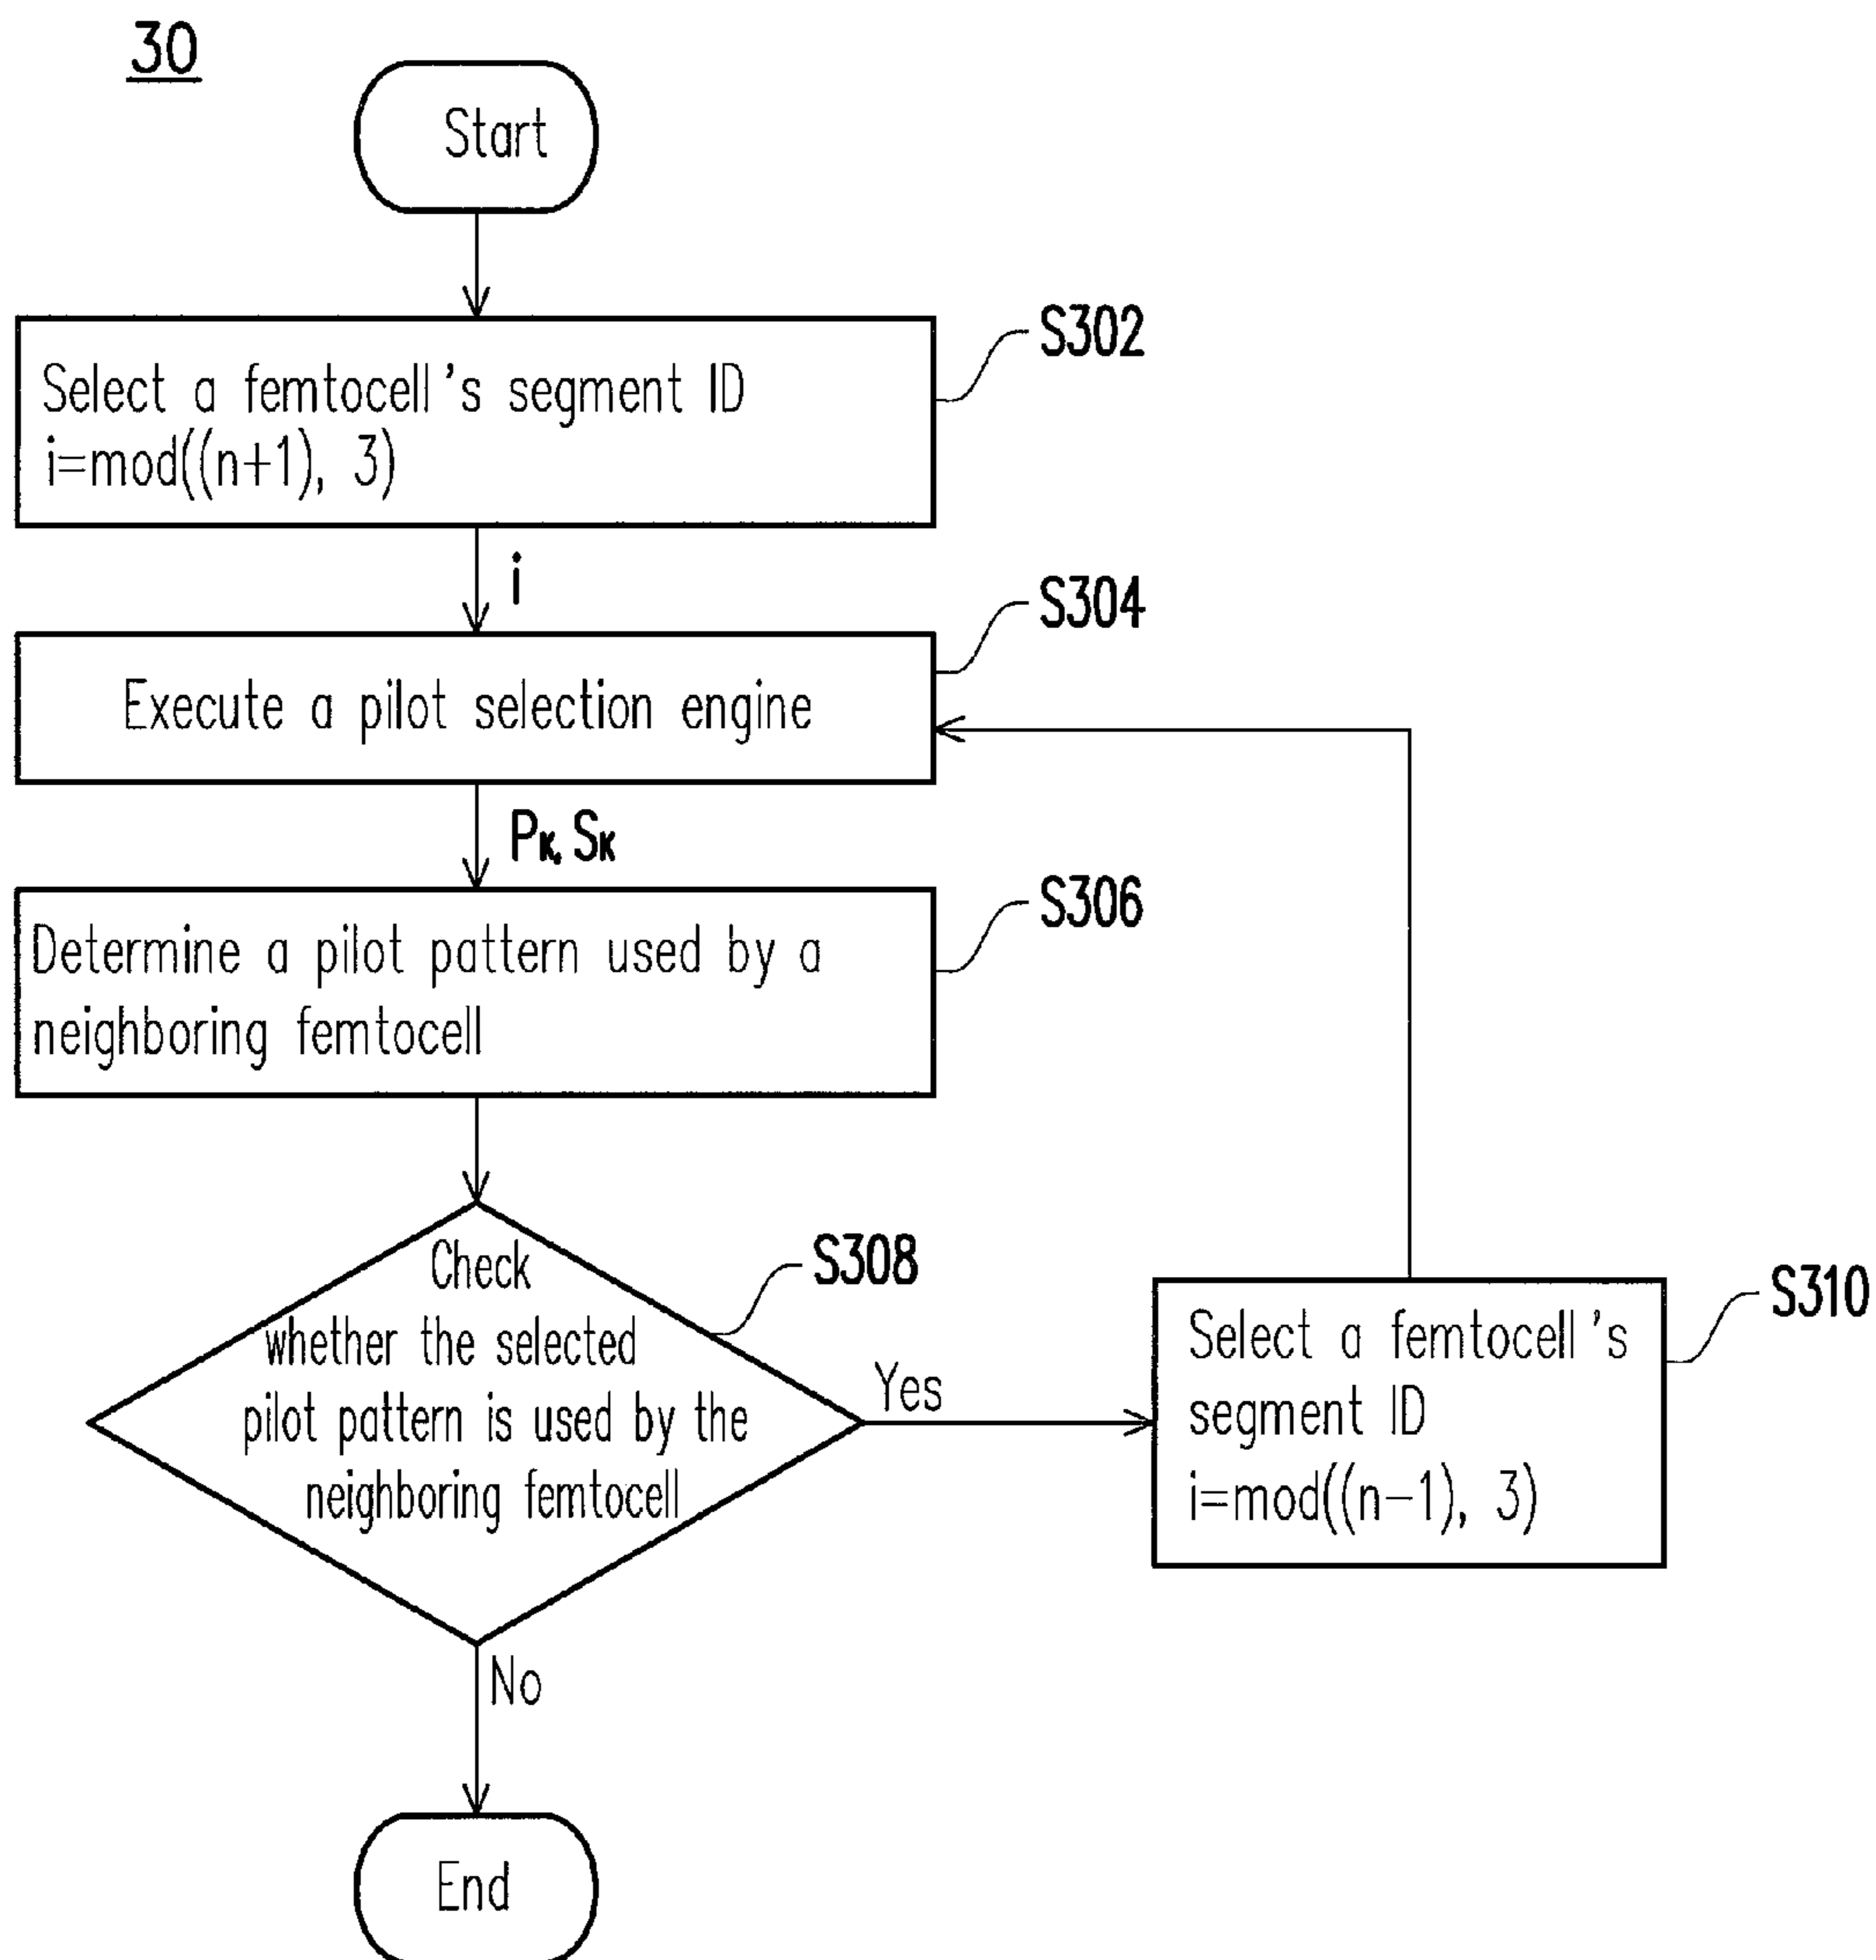 30
Start
S302
Select a femtocell's segment ID
i=mod((n+1), 3)
i
S304
Execute a pilot selection engine
PK, SK
S306
Determine a pilot pattern used by a
neighboring femtocell
S308
Check
whether the selected
pilot pattern is used by the
neighboring femtocell
Yes
S310
Select a femtocell's
segment ID
i=mod((n-1), 3)
No
End